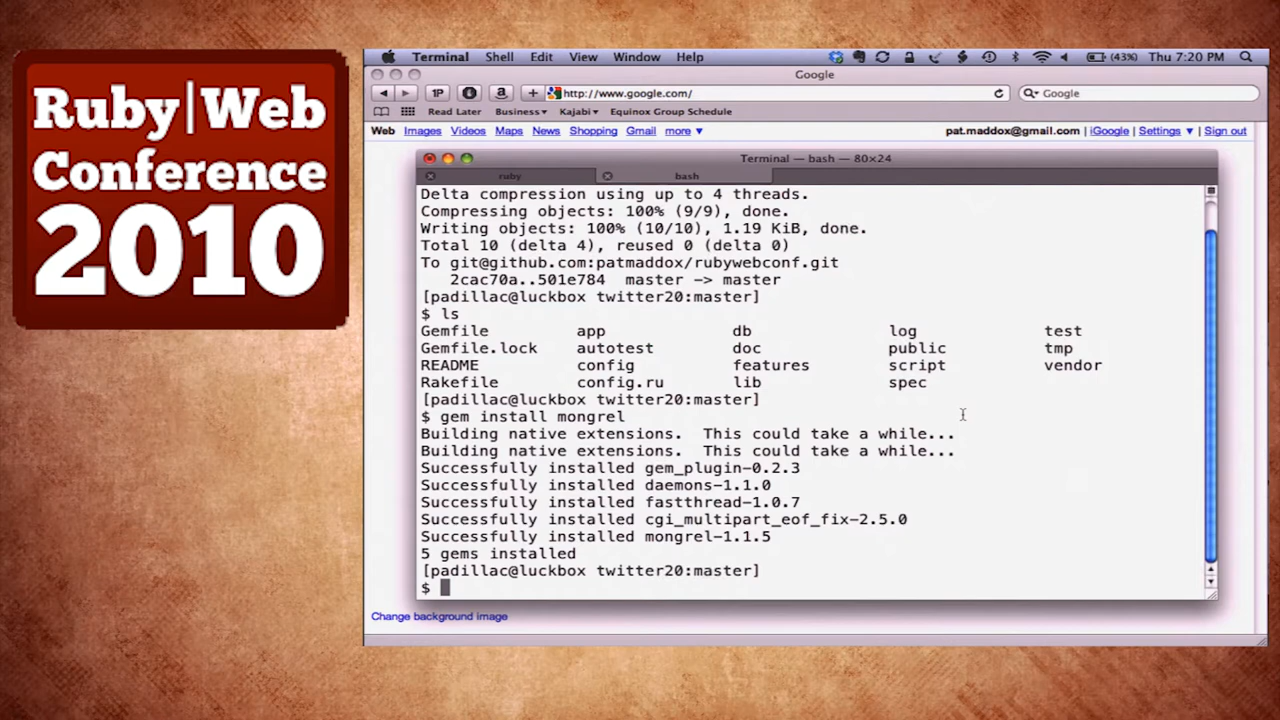 Ruby|Web
Conference
2010
Terminal Shell Edit View Window Help (43%) Thu 7:20 PM
Google
1P a + http://www.google.com/ Google
Read Later Business▾ Kajabi▾ Equinox Group Schedule
Web Images Videos Maps News Shopping Gmail more ▼ pat.maddox@gmail.com | iGoogle | Settings ▼ | Sign out
Terminal — bash — 80×24
ruby bash
Delta compression using up to 4 threads.
Compressing objects: 100% (9/9), done.
Writing objects: 100% (10/10), 1.19 KiB, done.
Total 10 (delta 4), reused 0 (delta 0)
To git@github.com:patmaddox/rubywebconf.git
2cac70a..501e784 master -> master
[padillac@luckbox twitter20:master]
$ ls
Gemfile app db log test
Gemfile.lock autotest doc public tmp
README config features script vendor
Rakefile config.ru lib spec
[padillac@luckbox twitter20:master]
$ gem install mongrel
Building native extensions. This could take a while...
Building native extensions. This could take a while...
Successfully installed gem_plugin-0.2.3
Successfully installed daemons-1.1.0
Successfully installed fastthread-1.0.7
Successfully installed cgi_multipart_eof_fix-2.5.0
Successfully installed mongrel-1.1.5
5 gems installed
[padillac@luckbox twitter20:master]
$
Change background image